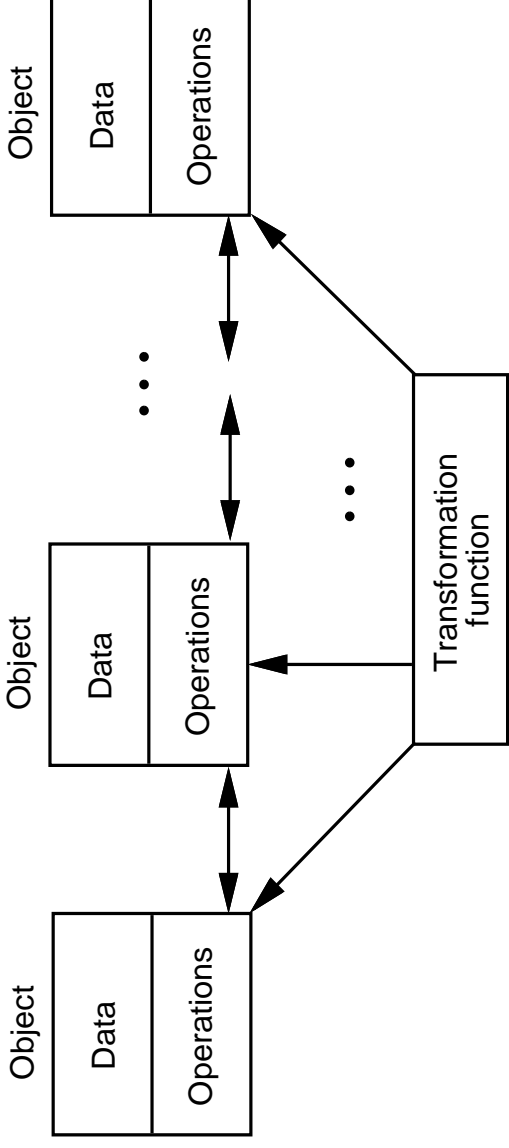 Object
Data
Operations
Object
Data
Operations
Object
Data
Operations
Transformation
function